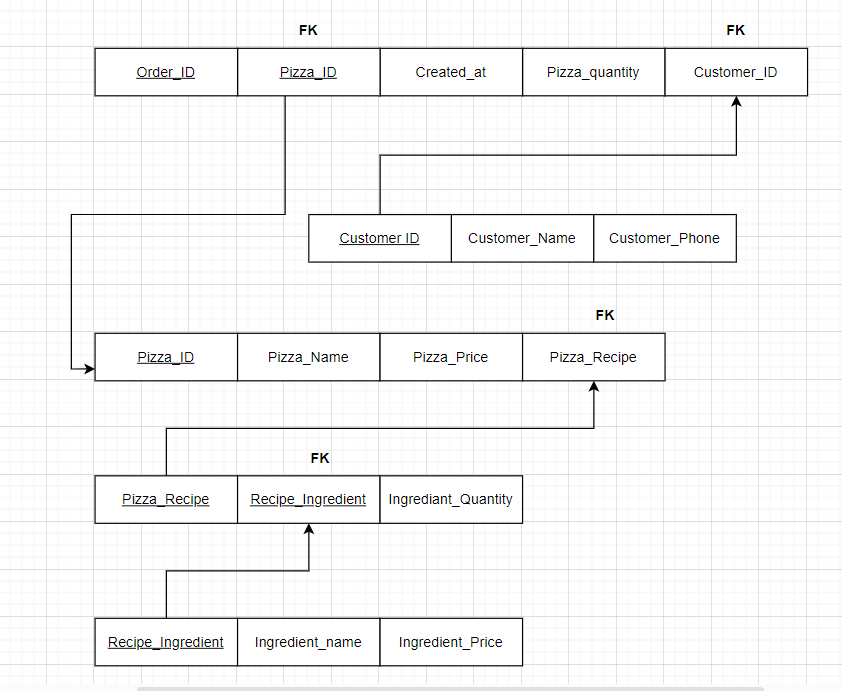 FK FK
Order_ID Pizza_ID Created_at Pizza_quantity Customer_ID
Customer ID Customer_Name Customer_Phone
FK
Pizza_ID Pizza_Name Pizza_Price Pizza_Recipe
FK
Pizza_Recipe Recipe_Ingredient Ingrediant_Quantity
Recipe_Ingredient Ingredient_name Ingredient_Price